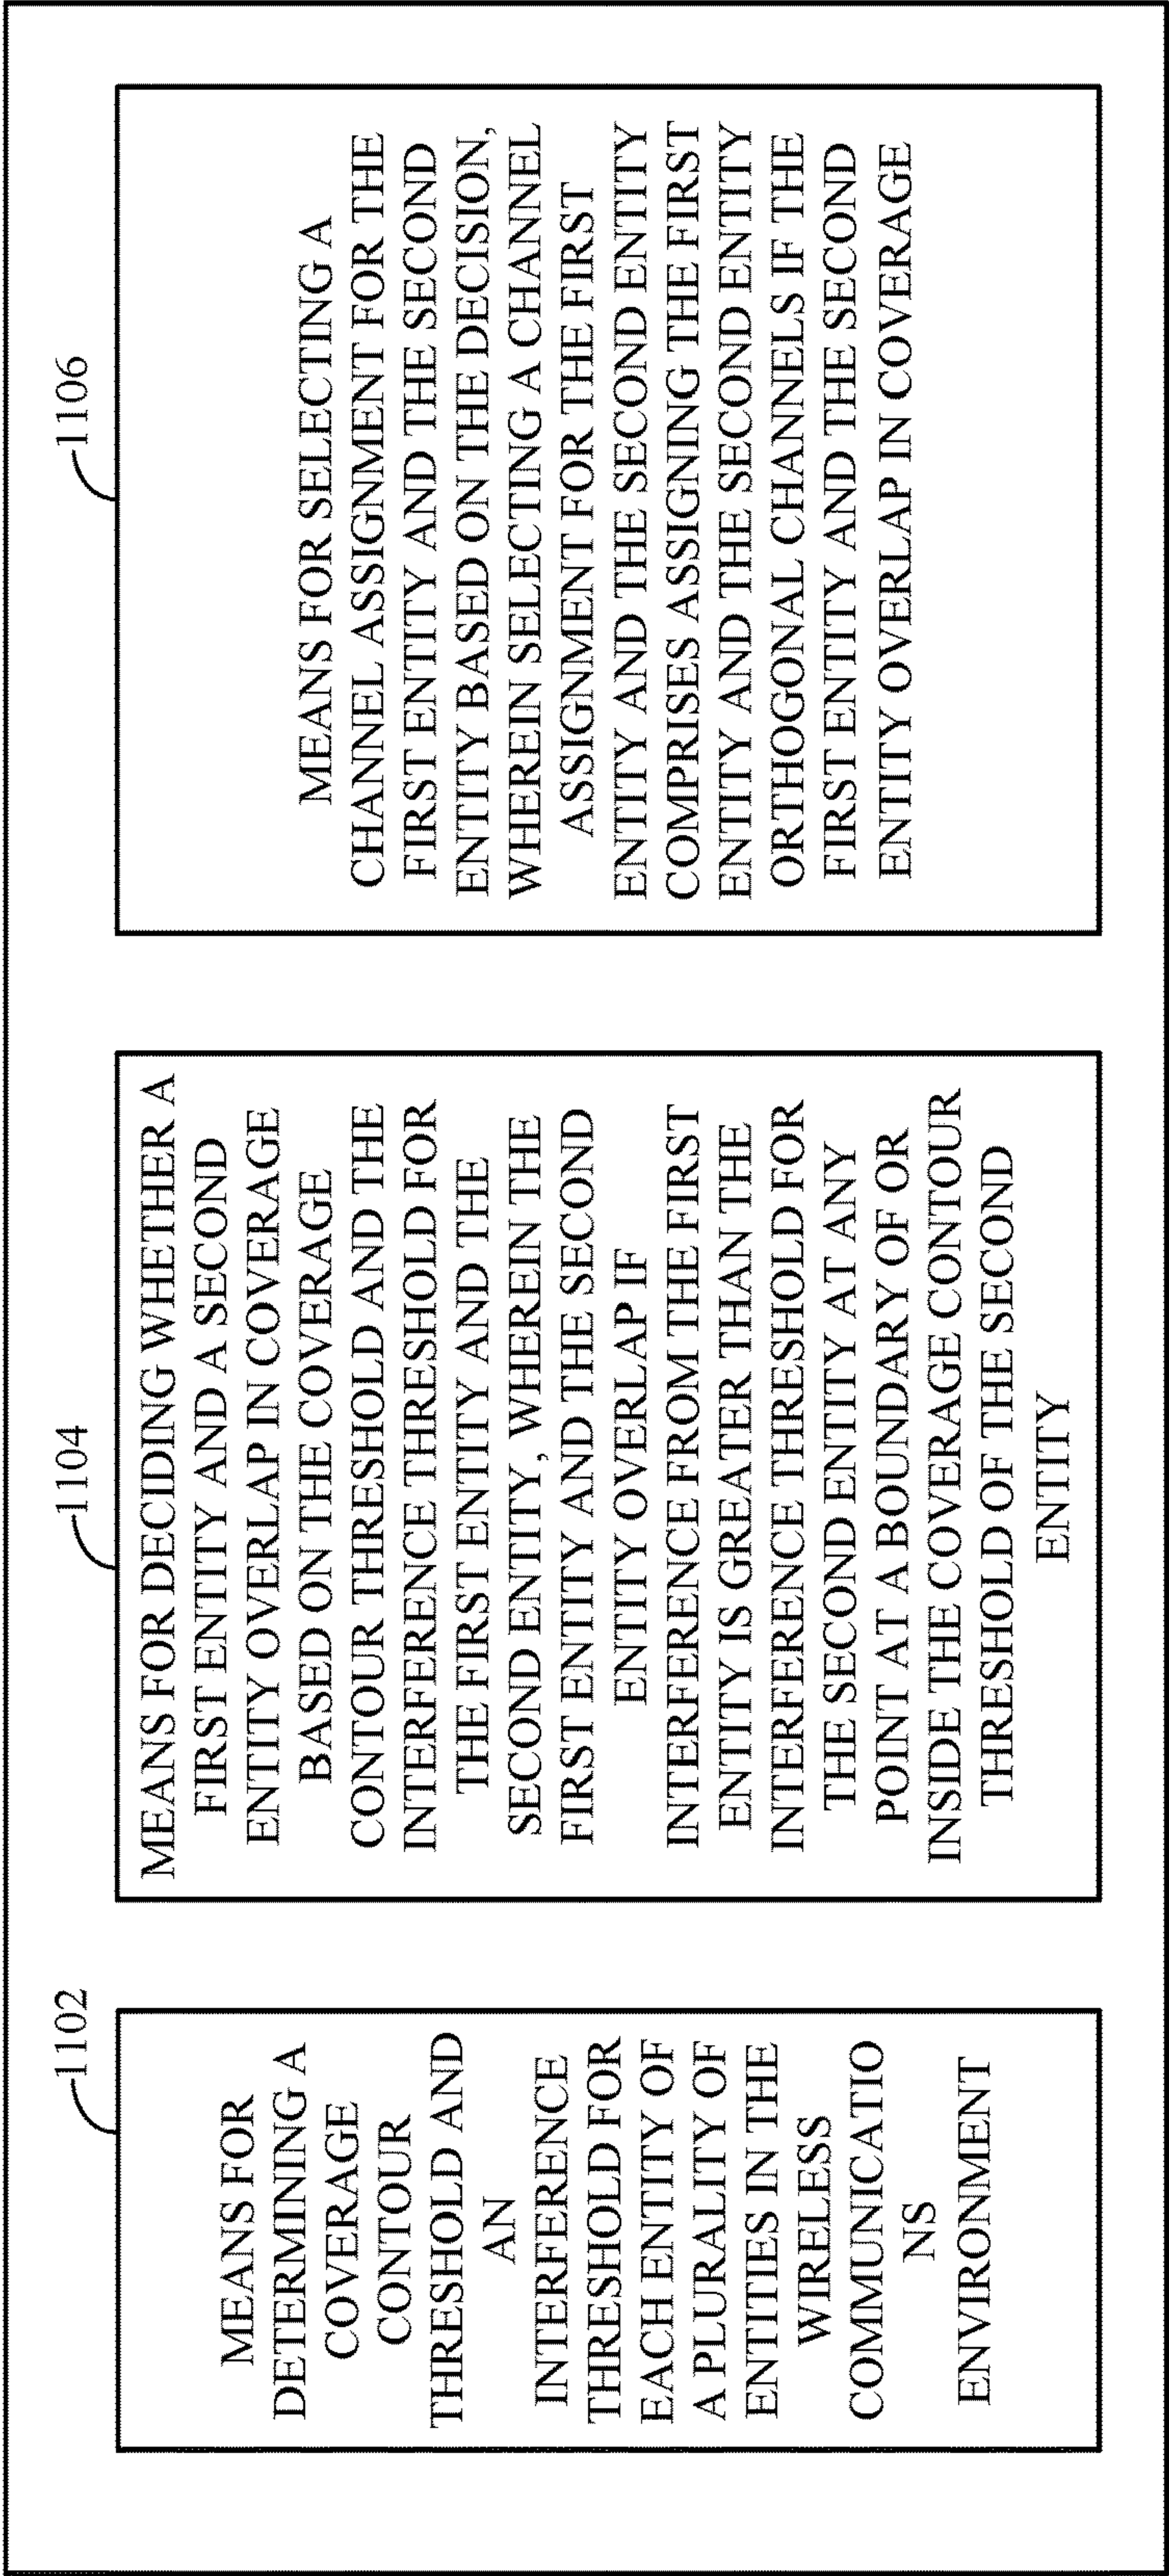 1102
MEANS FOR
DETERMINING A
COVERAGE
CONTOUR
THRESHOLD AND
AN
INTERFERENCE
THRESHOLD FOR
EACH ENTITY OF
A PLURALITY OF
ENTITIES IN THE
WIRELESS
COMMUNICATIO
NS
ENVIRONMENT
1104
MEANS FOR DECIDING WHETHER A
FIRST ENTITY AND A SECOND
ENTITY OVERLAP IN COVERAGE
BASED ON THE COVERAGE
CONTOUR THRESHOLD AND THE
INTERFERENCE THRESHOLD FOR
THE FIRST ENTITY AND THE
SECOND ENTITY, WHEREIN THE
FIRST ENTITY AND THE SECOND
ENTITY OVERLAP IF
INTERFERENCE FROM THE FIRST
ENTITY IS GREATER THAN THE
INTERFERENCE THRESHOLD FOR
THE SECOND ENTITY AT ANY
POINT AT A BOUNDARY OF OR
INSIDE THE COVERAGE CONTOUR
THRESHOLD OF THE SECOND
ENTITY
1106
MEANS FOR SELECTING A
CHANNEL ASSIGNMENT FOR THE
FIRST ENTITY AND THE SECOND
ENTITY BASED ON THE DECISION,
WHEREIN SELECTING A CHANNEL
ASSIGNMENT FOR THE FIRST
ENTITY AND THE SECOND ENTITY
COMPRISES ASSIGNING THE FIRST
ENTITY AND THE SECOND ENTITY
ORTHOGONAL CHANNELS IF THE
FIRST ENTITY AND THE SECOND
ENTITY OVERLAP IN COVERAGE